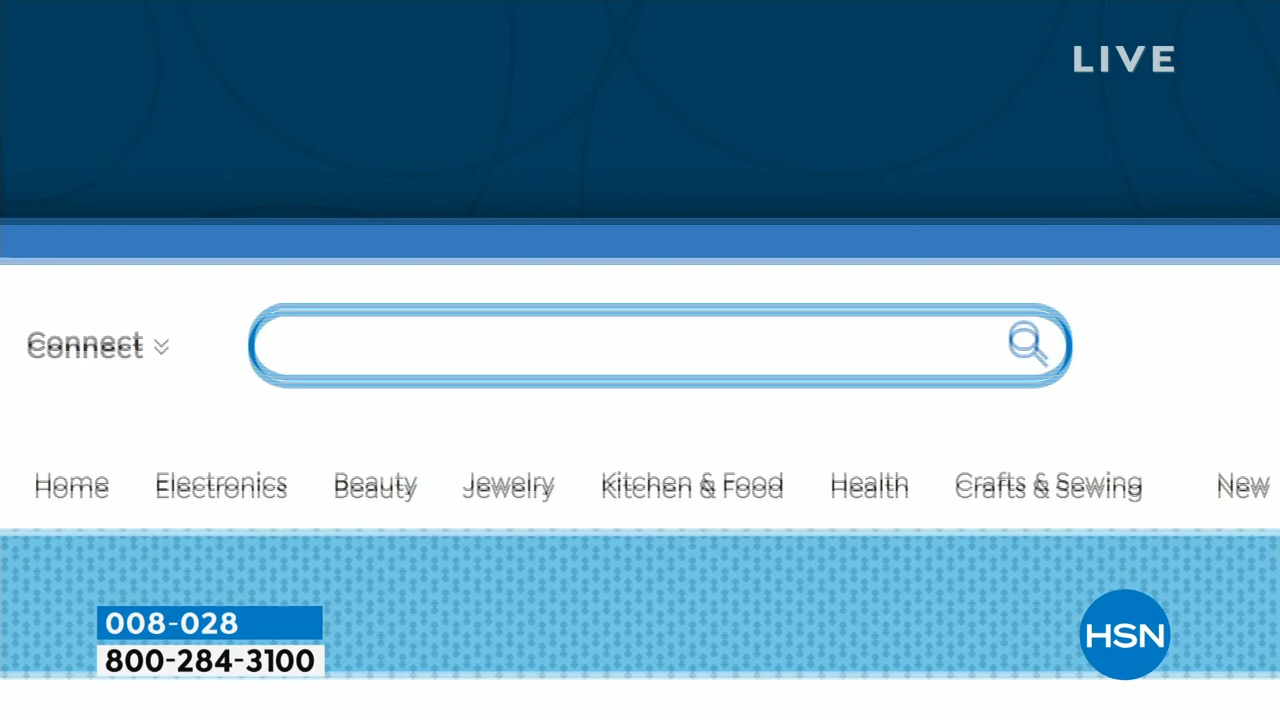 LIVE
Connect
Home Electronics Beauty Jewelry Kitchen & Food Health Crafts & Sewing New
008-028
800-284-3100
HSN